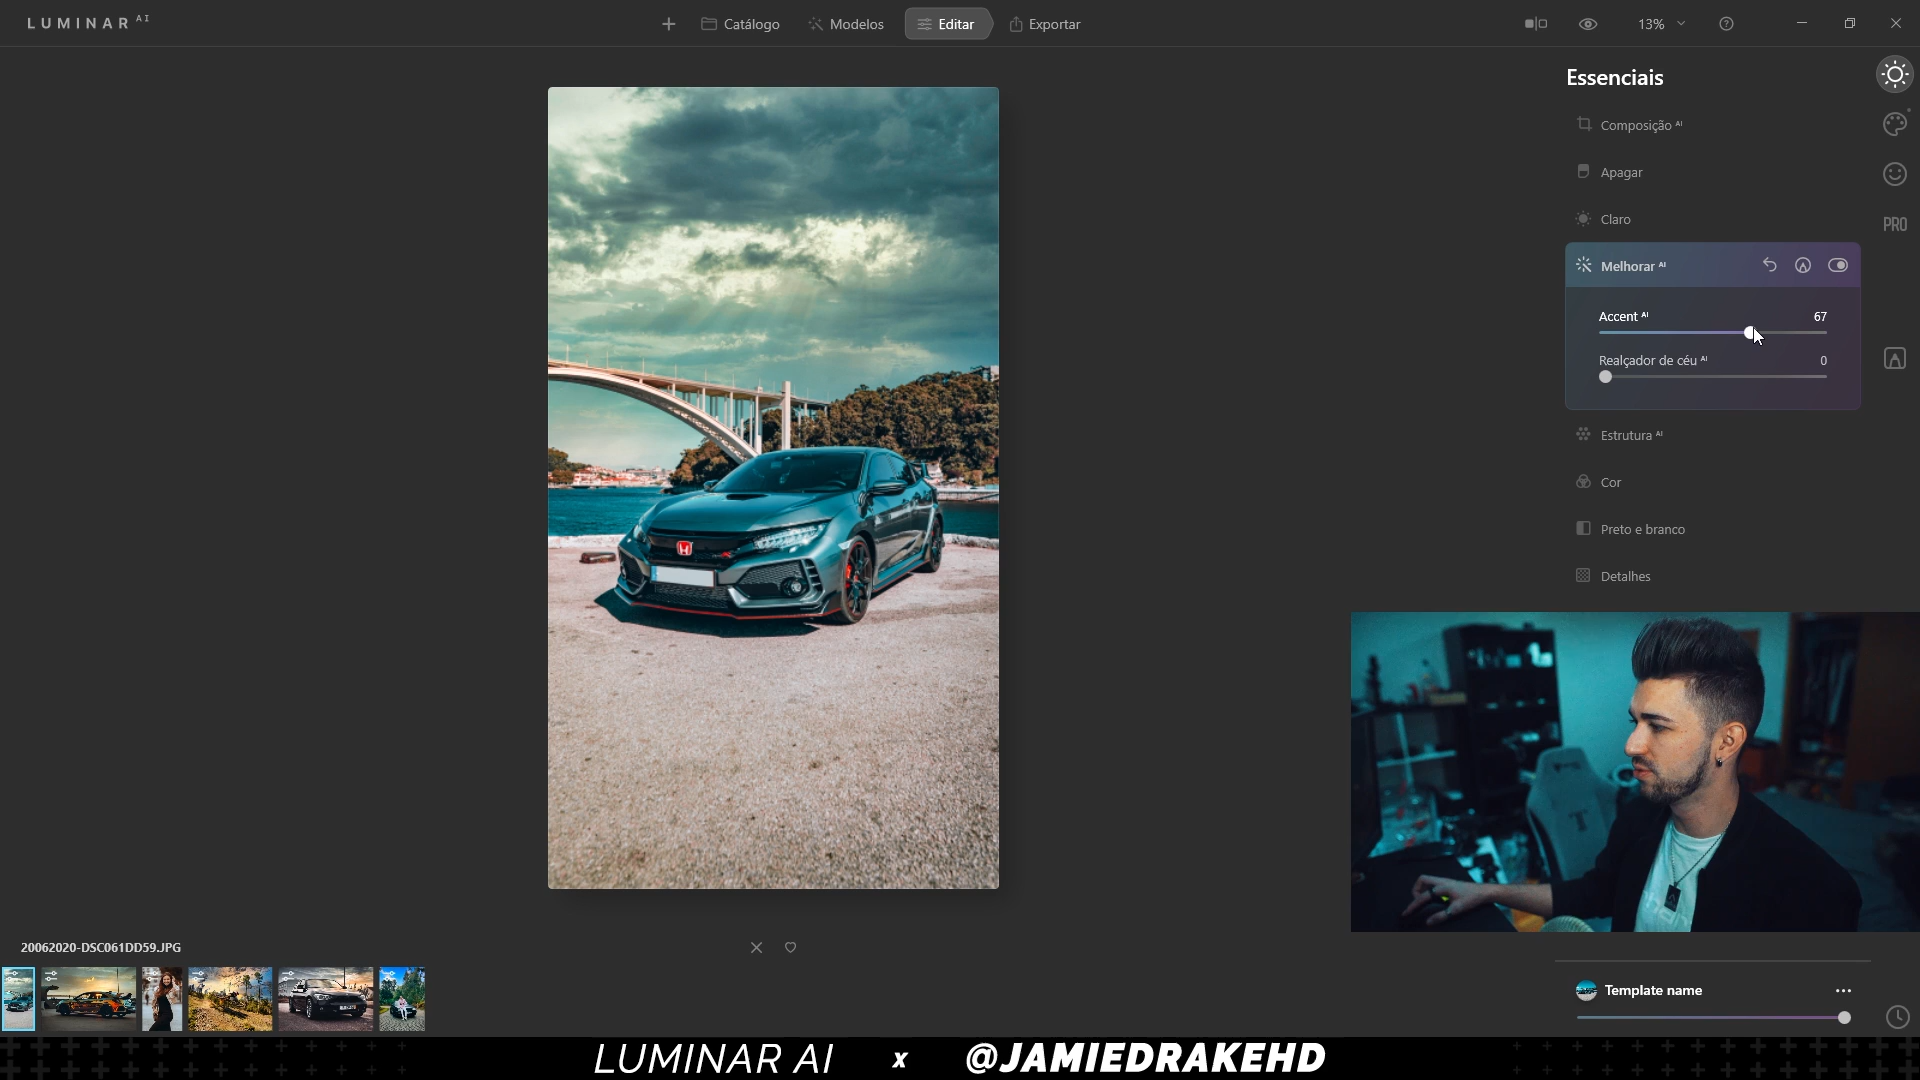 LUMINAR AI
Catálogo
Modelos
Editar
Exportar
13%
Essenciais
Composição AI
Apagar
Claro
PRO
Melhorar AI
Accent AI 67
Realçador de céu AI 0
Estrutura AI
Cor
Preto e branco
Detalhes
20062020-DSC061DD59.JPG
Template name
LUMINAR AI x @JAMIEDRAKEHD